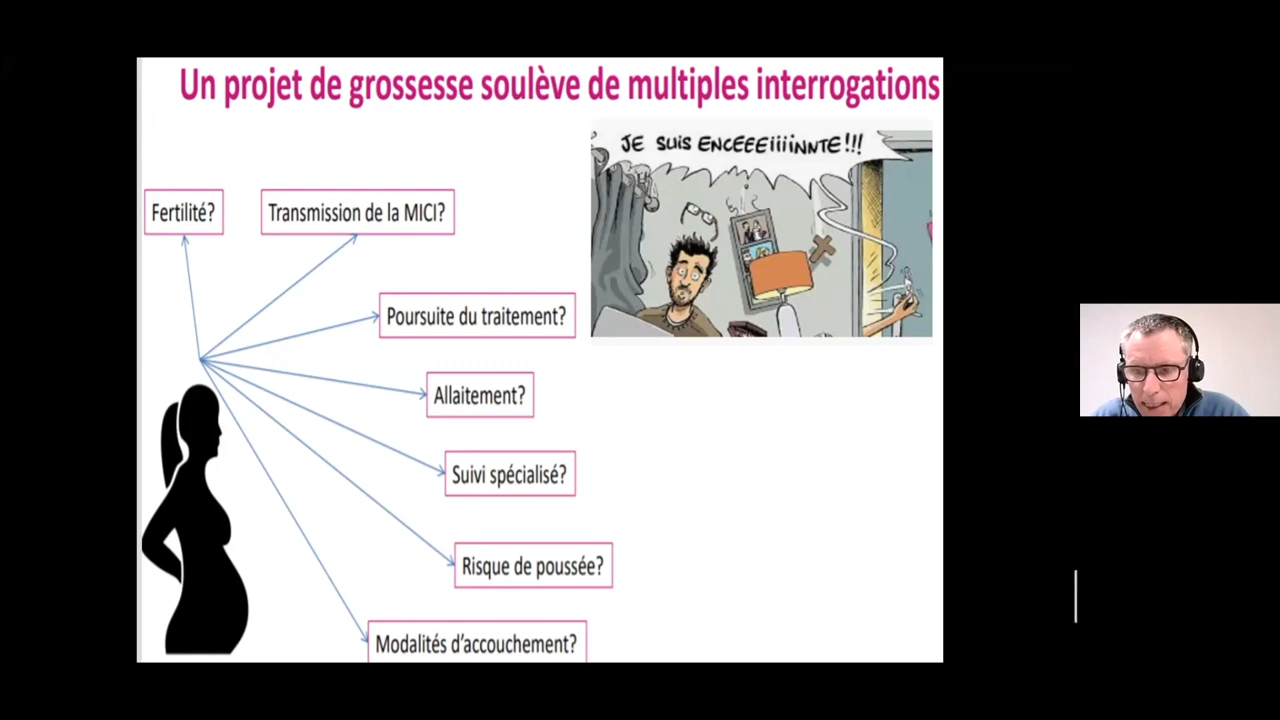 Un projet de grossesse soulève de multiples interrogations
JE SUIS ENCEEEiiiiNNTE!!!
Fertilité?
Transmission de la MICI?
Poursuite du traitement?
Allaitement?
Suivi spécialisé?
Risque de poussée?
Modalités d'accouchement?